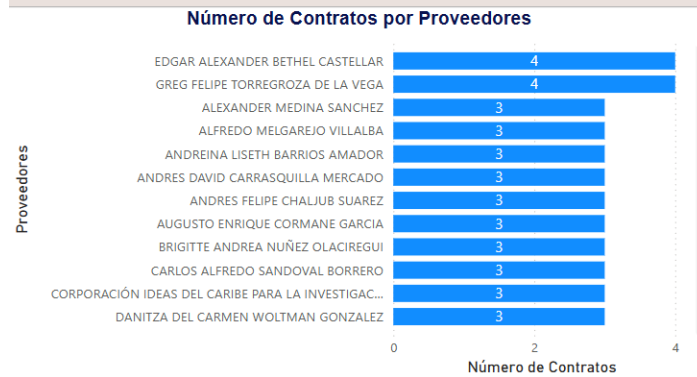 Número de Contratos por Proveedores
Proveedores
EDGAR ALEXANDER BETHEL CASTELLAR 4
GREG FELIPE TORREGROZA DE LA VEGA 4
ALEXANDER MEDINA SANCHEZ 3
ALFREDO MELGAREJO VILLALBA 3
ANDREINA LISETH BARRIOS AMADOR 3
ANDRES DAVID CARRASQUILLA MERCADO 3
ANDRES FELIPE CHALJUB SUAREZ 3
AUGUSTO ENRIQUE CORMANE GARCIA 3
BRIGITTE ANDREA NUÑEZ OLACIREGUI 3
CARLOS ALFREDO SANDOVAL BORRERO 3
CORPORACIÓN IDEAS DEL CARIBE PARA LA INVESTIGAC... 3
DANITZA DEL CARMEN WOLTMAN GONZALEZ 3
0 2 4
Número de Contratos